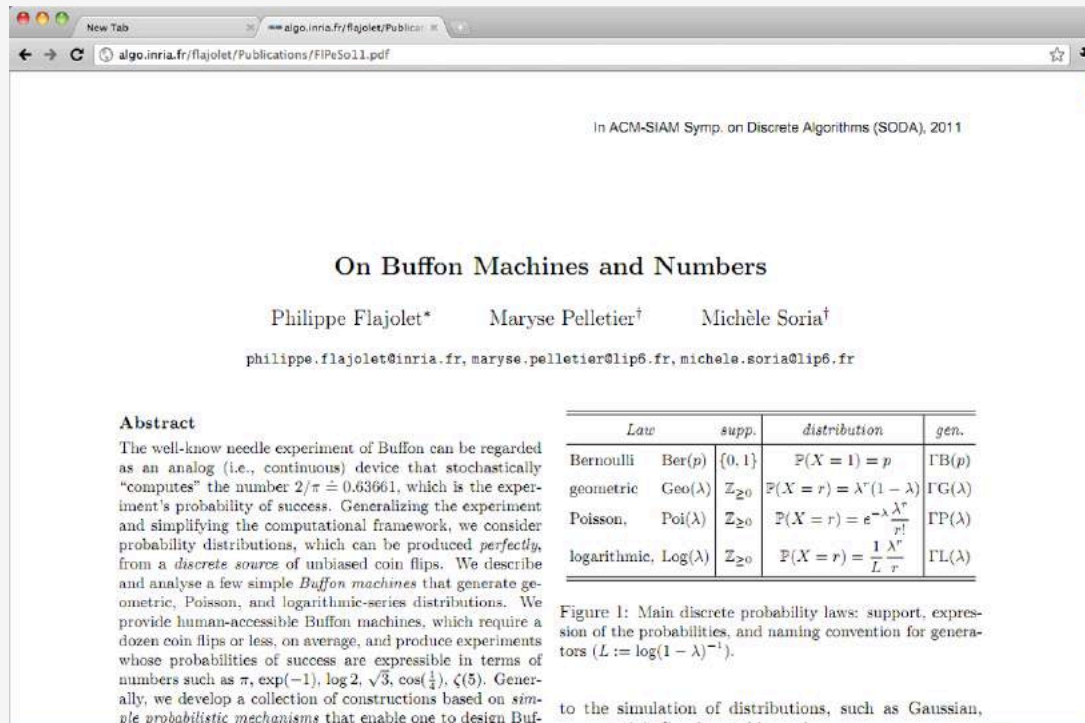 New Tab
algo.inria.fr/flajolet/Publicat
algo.inria.fr/flajolet/Publications/FlPeSo11.pdf
In ACM-SIAM Symp. on Discrete Algorithms (SODA), 2011
On Buffon Machines and Numbers
Philippe Flajolet* Maryse Pelletier† Michèle Soria†
philippe.flajolet@inria.fr, maryse.pelletier@lip6.fr, michele.soria@lip6.fr
Abstract
The well-know needle experiment of Buffon can be regarded
as an analog (i.e., continuous) device that stochastically
“computes” the number 2/π ≐ 0.63661, which is the exper-
iment’s probability of success. Generalizing the experiment
and simplifying the computational framework, we consider
probability distributions, which can be produced perfectly,
from a discrete source of unbiased coin flips. We describe
and analyse a few simple Buffon machines that generate ge-
ometric, Poisson, and logarithmic-series distributions. We
provide human-accessible Buffon machines, which require a
dozen coin flips or less, on average, and produce experiments
whose probabilities of success are expressible in terms of
numbers such as π, exp(−1), log 2, √3, cos(1/4), ζ(5). Gener-
ally, we develop a collection of constructions based on sim-
ple probabilistic mechanisms that enable one to design Buf-
Law supp. distribution gen.
Bernoulli Ber(p) {0, 1} ℙ(X = 1) = p ΓB(p)
geometric Geo(λ) ℤ≥0 ℙ(X = r) = λ^r(1 − λ) ΓG(λ)
Poisson, Poi(λ) ℤ≥0 ℙ(X = r) = e^−λ λ^r/r! ΓP(λ)
logarithmic, Log(λ) ℤ≥0 ℙ(X = r) = 1/L λ^r/r ΓL(λ)
Figure 1: Main discrete probability laws: support, expres-
sion of the probabilities, and naming convention for genera-
tors (L := log(1 − λ)^−1).
to the simulation of distributions, such as Gaussian,